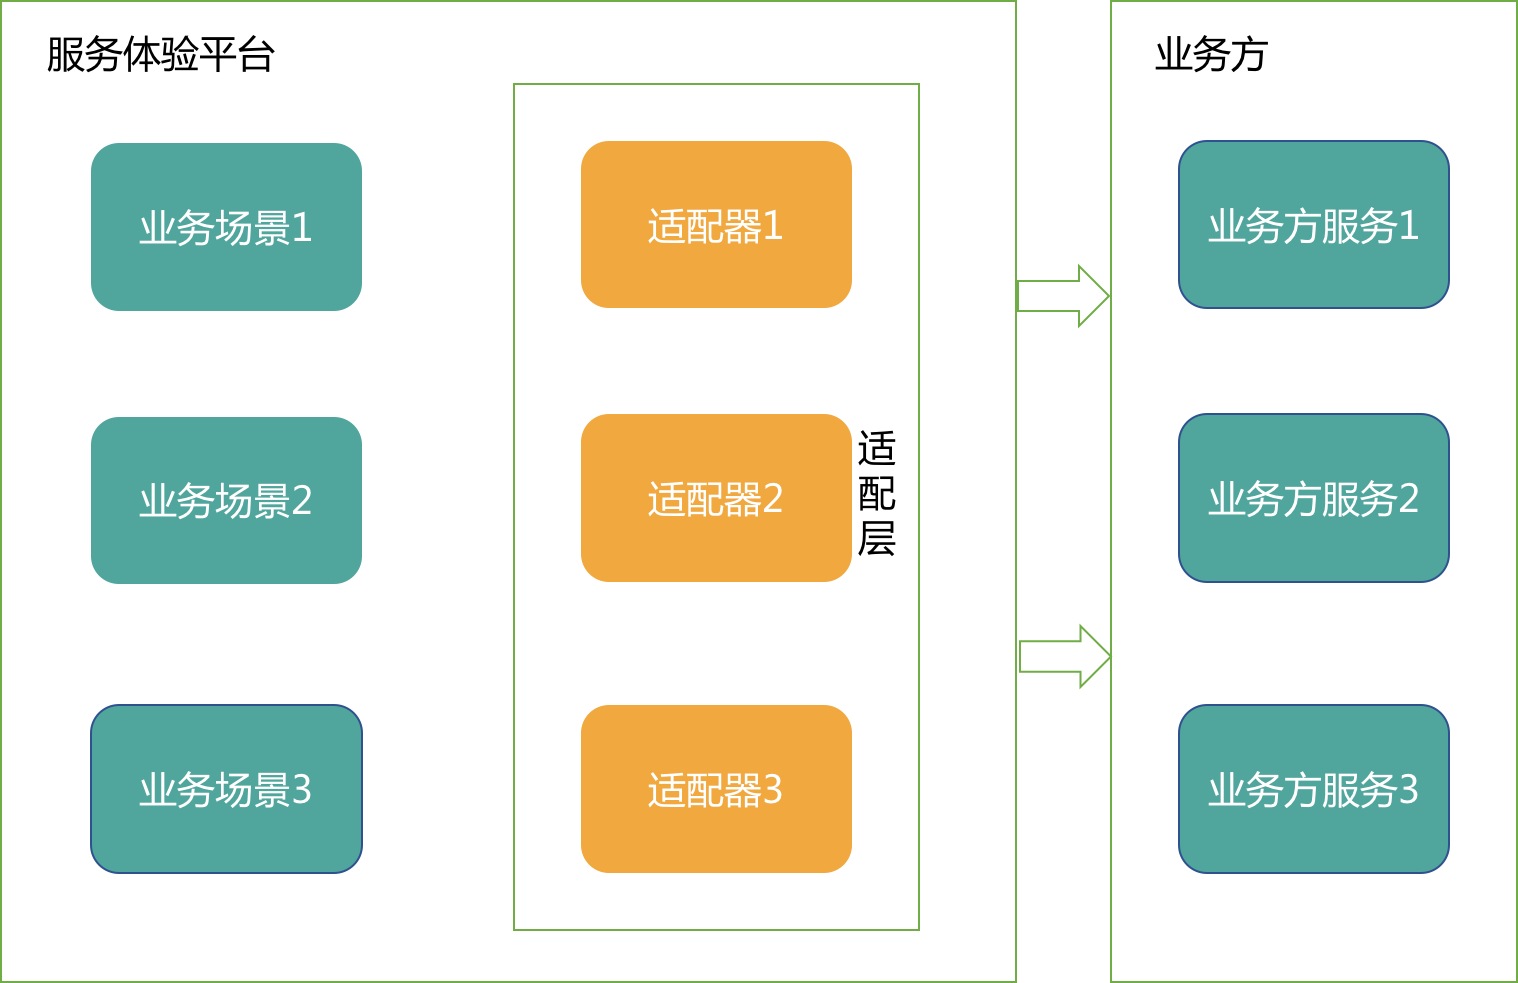 服务体验平台
业务场景1
业务场景2
业务场景3
适配器1
适配器2
适配器3
适
配
层
业务方
业务方服务1
业务方服务2
业务方服务3